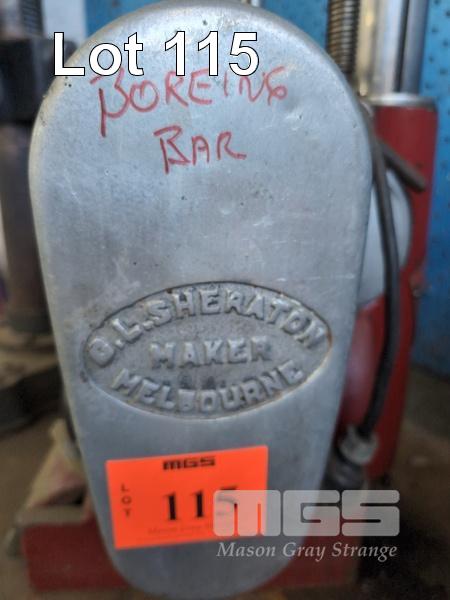 Lot 115
BOREING
BAR
C.L.SHERATON
MAKER
MELBOURNE
MGS
LOT
115
MGS
Mason Gray Strange